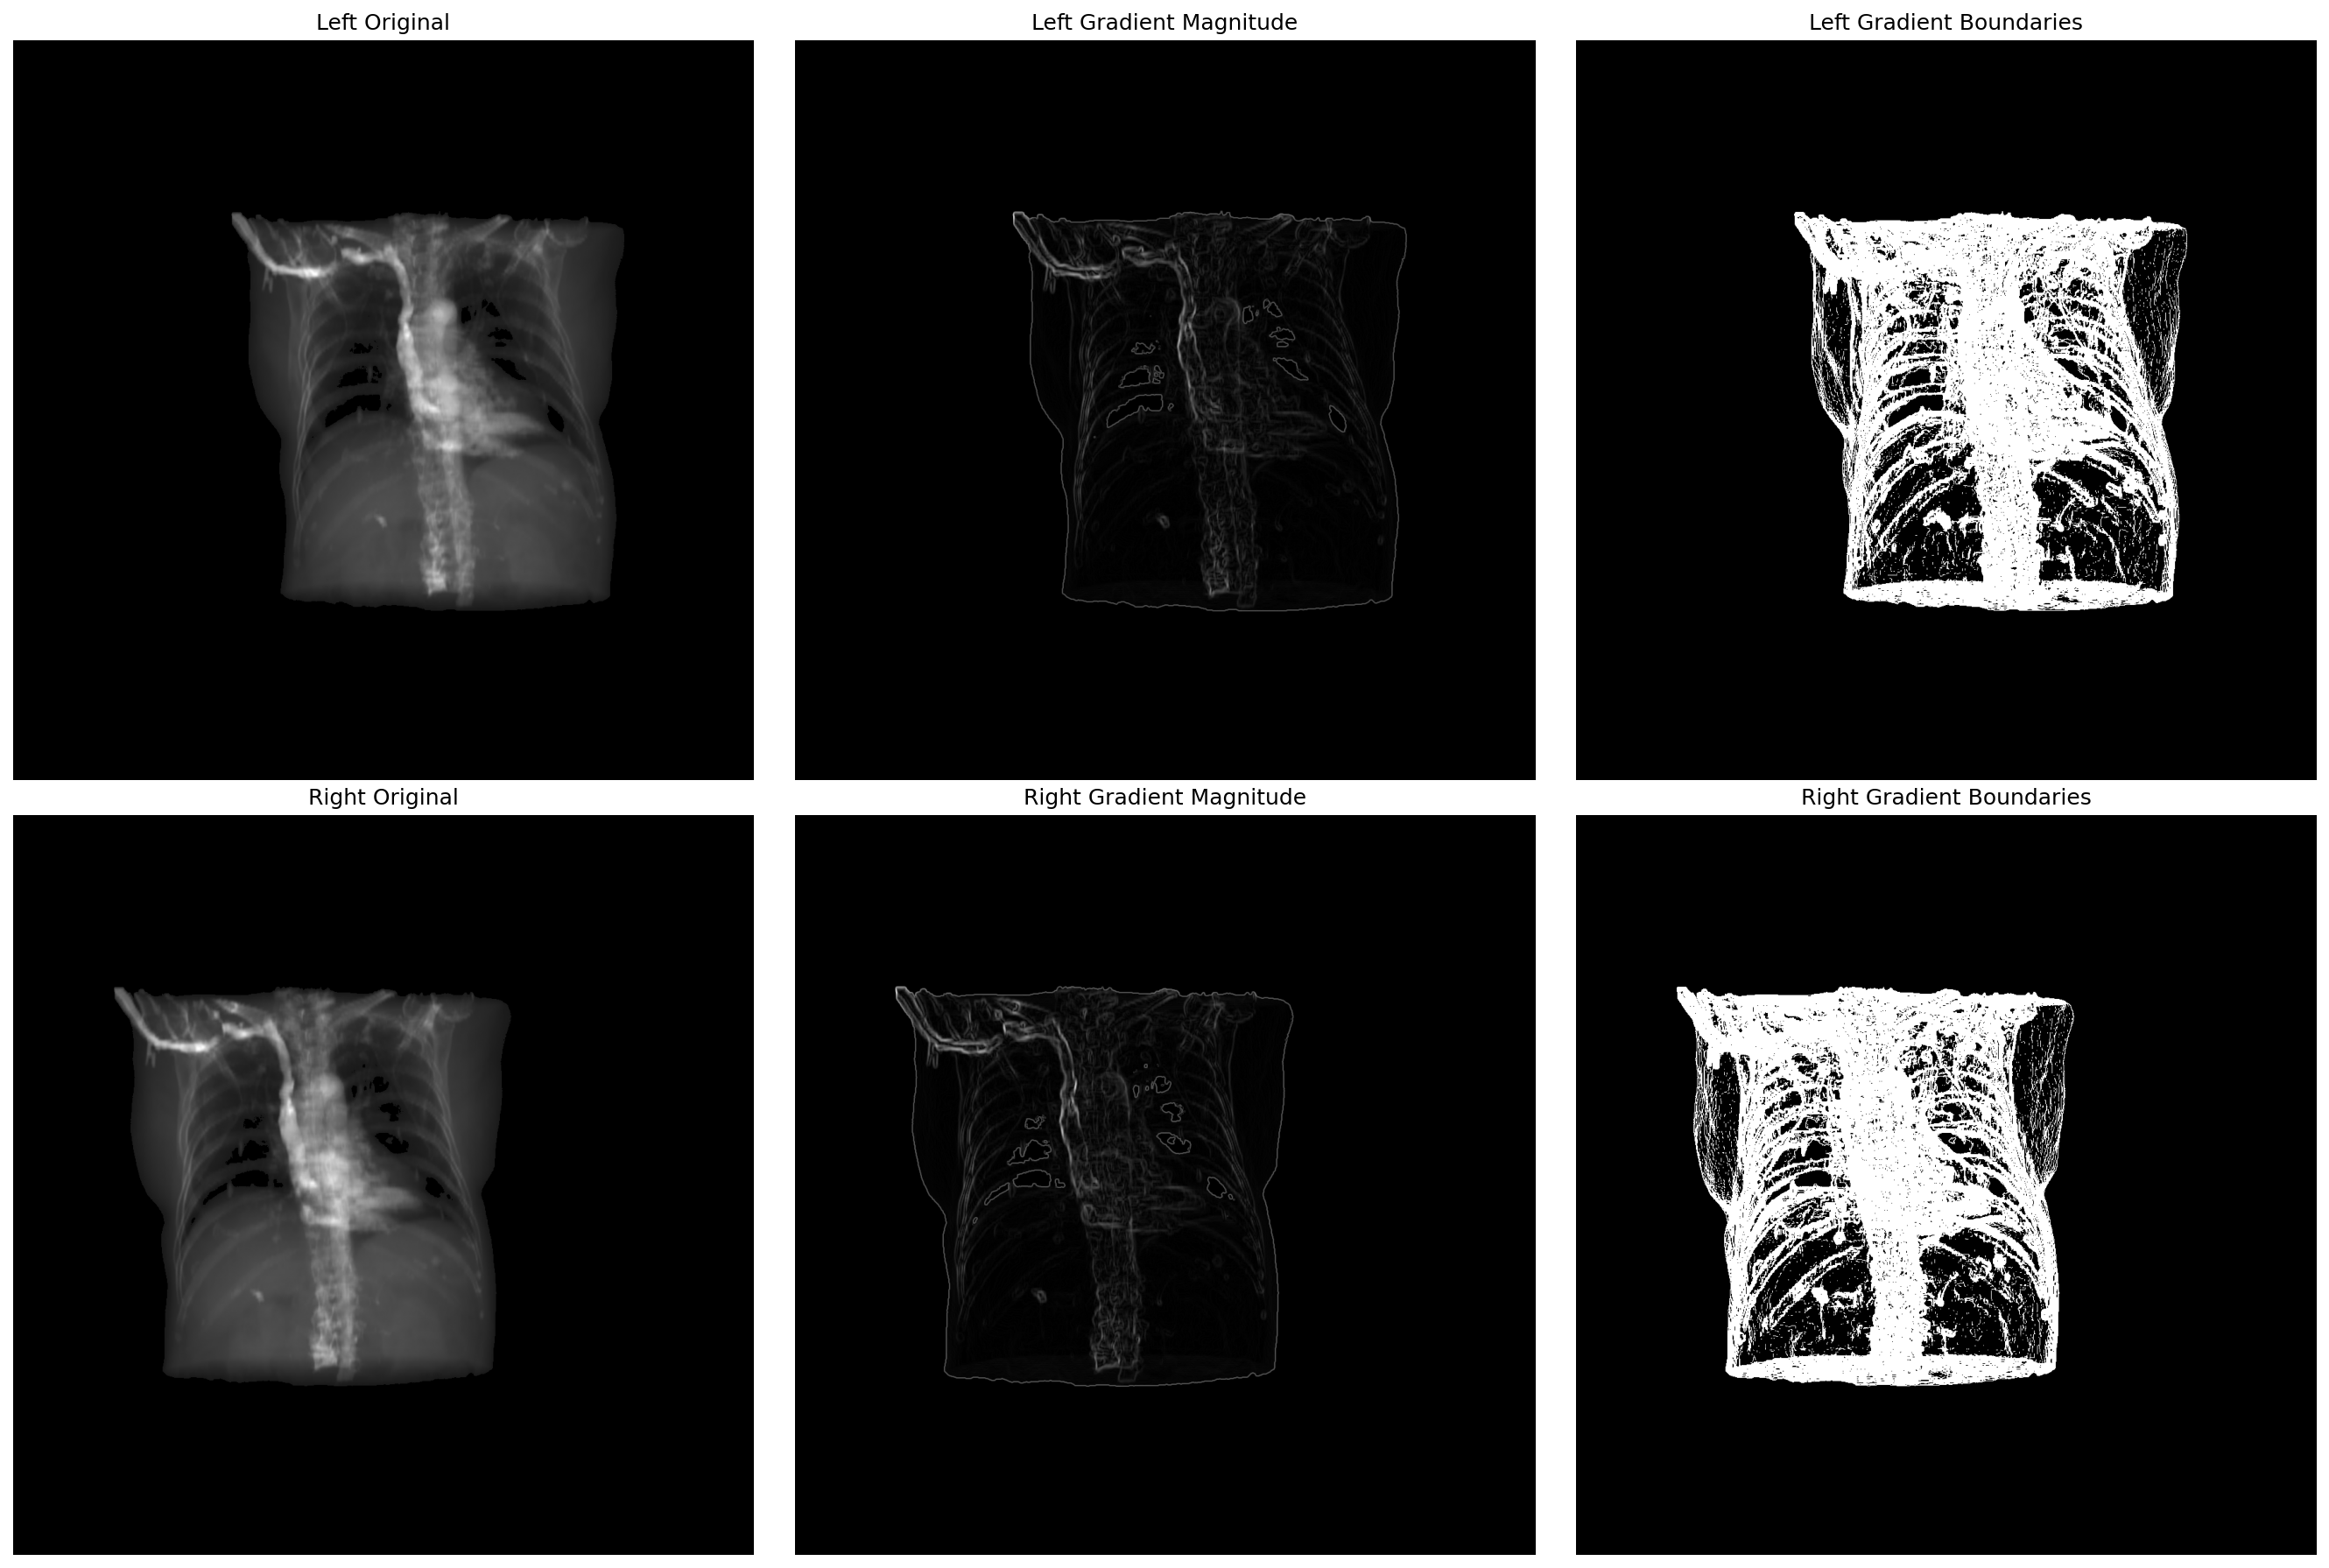 Left Original
Left Gradient Magnitude
Left Gradient Boundaries
Right Original
Right Gradient Magnitude
Right Gradient Boundaries